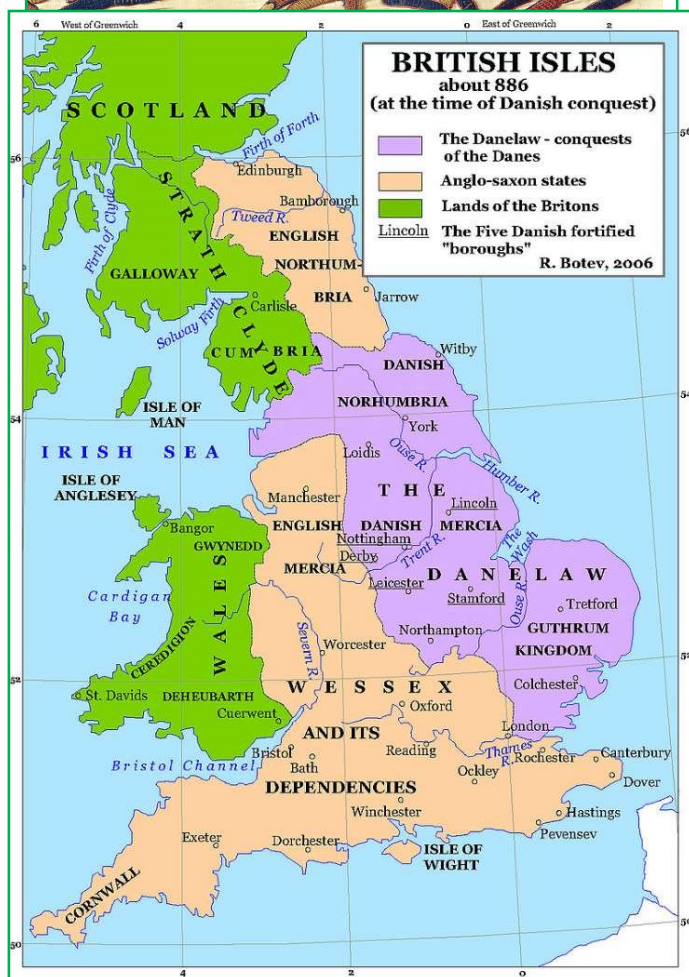 6
West of Greenwich
4
2
0
East of Greenwich
2
BRITISH ISLES
about 886
(at the time of Danish conquest)
The Danelaw - conquests
of the Danes
Anglo-saxon states
Lands of the Britons
Lincoln The Five Danish fortified
"boroughs"
R. Botev, 2006
SCOTLAND
Firth of Forth
56
Edinburgh
Bamborough
Tweed R.
Firth of Clyde
STRATH CLYDE
ENGLISH
NORTHUM-
BRIA
GALLOWAY
Carlisle
Jarrow
Solway Firth
CUMBRIA
DANISH
Witby
NORHUMBRIA
ISLE OF
MAN
54
54
York
Loidis
Ouse R.
IRISH SEA
Humber R.
ISLE OF
ANGLESEY
THE
Manchester
Lincoln
Bangor
ENGLISH
DANISH
MERCIA
GWYNEDD
Nottingham
The Wash
MERCIA
Derby
Trent R.
Leicester
DANELAW
Cardigan
Bay
WALES
Stamford
Ouse R.
Tretford
CEREDIGION
Severn R.
Northampton
GUTHRUM
KINGDOM
Worcester
52
52
St. Davids
DEHEUBARTH
WESSEX
Colchester
Cuerwent
Oxford
AND ITS
London
Bristol
Reading
Thames
R.
Rochester
Canterbury
Bristol Channel
Bath
Ockley
Dover
DEPENDENCIES
Winchester
Hastings
Exeter
Dorchester
Pevensev
ISLE OF
WIGHT
CORNWALL
50
4
2
0